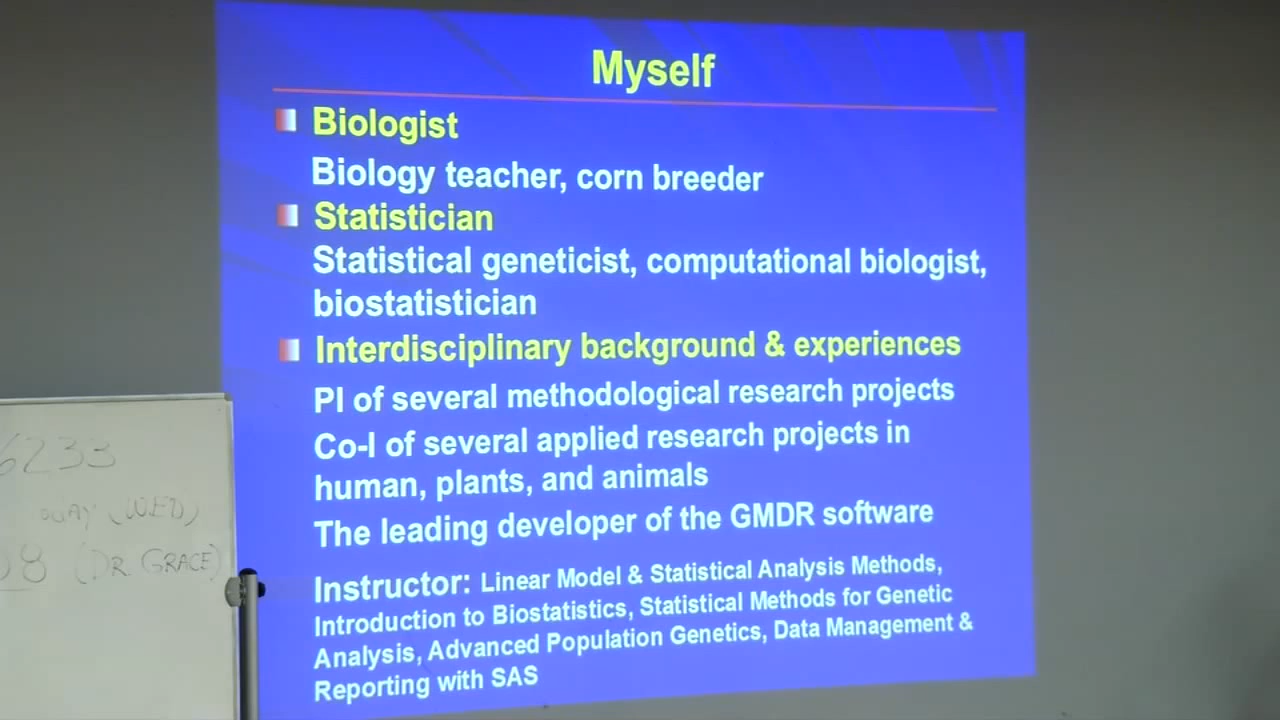 Myself
Biologist
Biology teacher, corn breeder
Statistician
Statistical geneticist, computational biologist,
biostatistician
Interdisciplinary background & experiences
PI of several methodological research projects
Co-I of several applied research projects in
human, plants, and animals
The leading developer of the GMDR software
Instructor: Linear Model & Statistical Analysis Methods,
Introduction to Biostatistics, Statistical Methods for Genetic
Analysis, Advanced Population Genetics, Data Management &
Reporting with SAS
6233
(WED)
8 (DR GRACE)